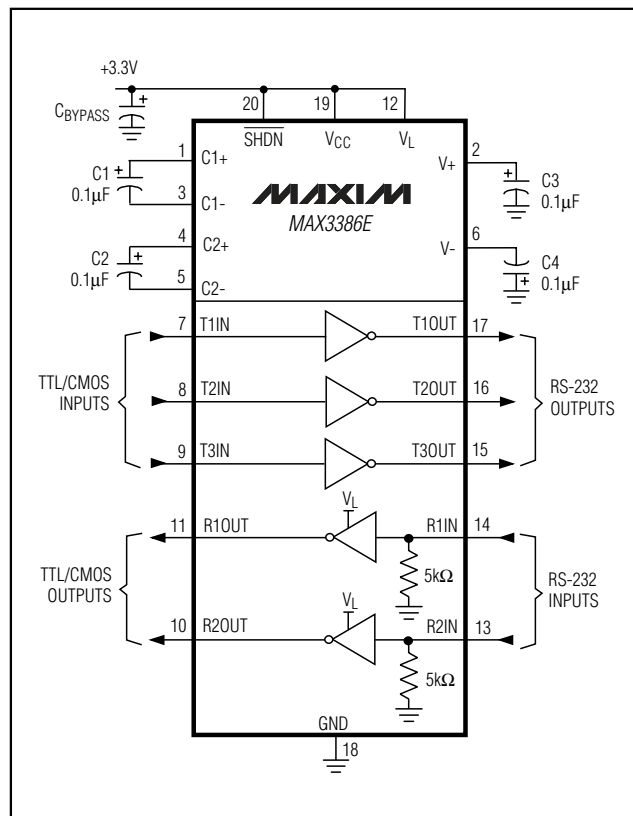 +3.3V
20
19
12
CBYPASS
SHDN
VCC
VL
1
C1+
V+
2
C1
0.1µF
MAXIM
C3
0.1µF
3
C1-
MAX3386E
4
C2+
V-
6
C2
0.1µF
C4
0.1µF
5
C2-
7
T1IN
T1OUT
17
TTL/CMOS
INPUTS
8
T2IN
T2OUT
16
RS-232
OUTPUTS
9
T3IN
T3OUT
15
VL
11
R1OUT
R1IN
14
5kΩ
TTL/CMOS
OUTPUTS
RS-232
INPUTS
VL
10
R2OUT
R2IN
13
5kΩ
GND
18